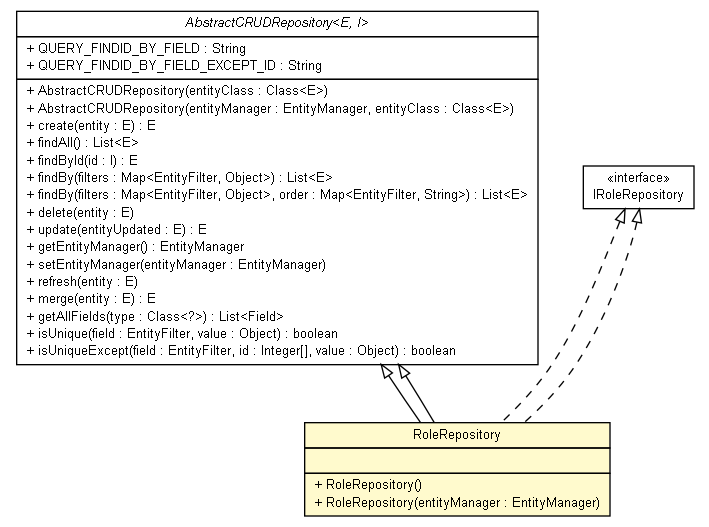 AbstractCRUDRepository<E, I>
+ QUERY_FINDID_BY_FIELD : String
+ QUERY_FINDID_BY_FIELD_EXCEPT_ID : String
+ AbstractCRUDRepository(entityClass : Class<E>)
+ AbstractCRUDRepository(entityManager : EntityManager, entityClass : Class<E>)
+ create(entity : E) : E
+ findAll() : List<E>
+ findById(id : I) : E
+ findBy(filters : Map<EntityFilter, Object>) : List<E>
+ findBy(filters : Map<EntityFilter, Object>, order : Map<EntityFilter, String>) : List<E>
+ delete(entity : E)
+ update(entityUpdated : E) : E
+ getEntityManager() : EntityManager
+ setEntityManager(entityManager : EntityManager)
+ refresh(entity : E)
+ merge(entity : E) : E
+ getAllFields(type : Class<?>) : List<Field>
+ isUnique(field : EntityFilter, value : Object) : boolean
+ isUniqueExcept(field : EntityFilter, id : Integer[], value : Object) : boolean
«interface»
IRoleRepository
RoleRepository
+ RoleRepository()
+ RoleRepository(entityManager : EntityManager)